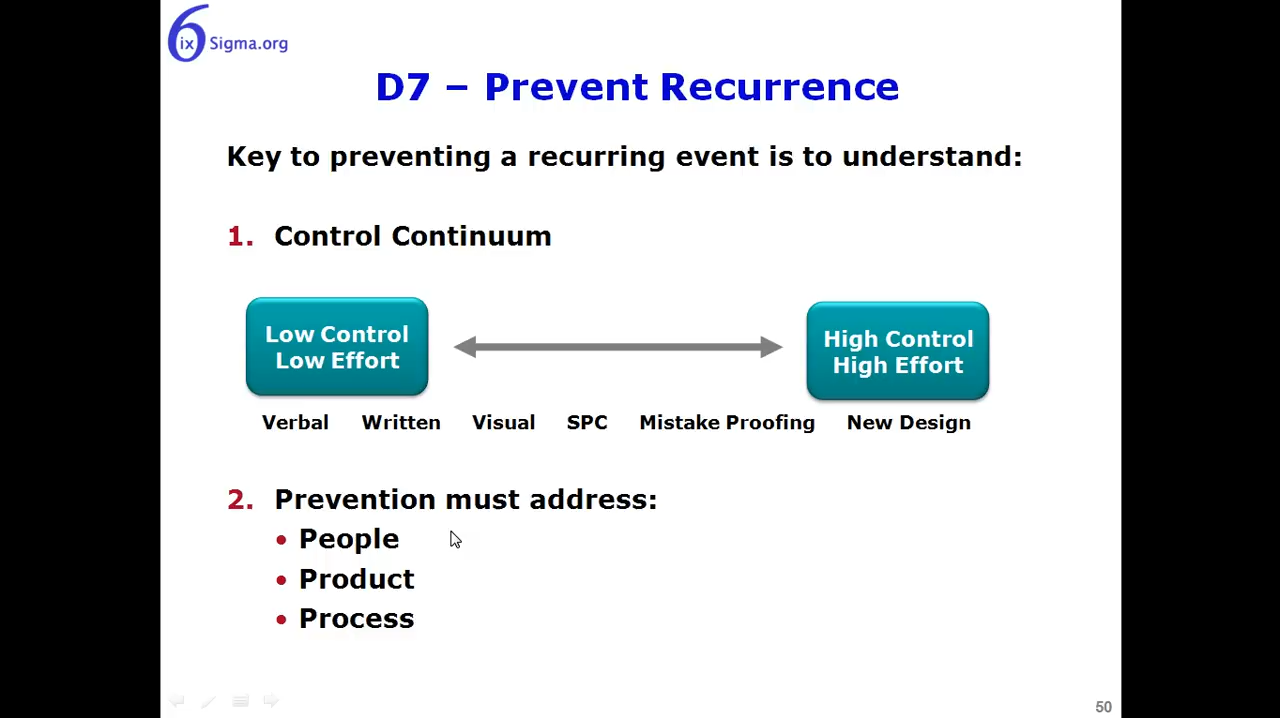 6ix Sigma.org
D7 – Prevent Recurrence
Key to preventing a recurring event is to understand:
1. Control Continuum
Low Control
Low Effort
High Control
High Effort
Verbal Written Visual SPC Mistake Proofing New Design
2. Prevention must address:
• People
• Product
• Process
50